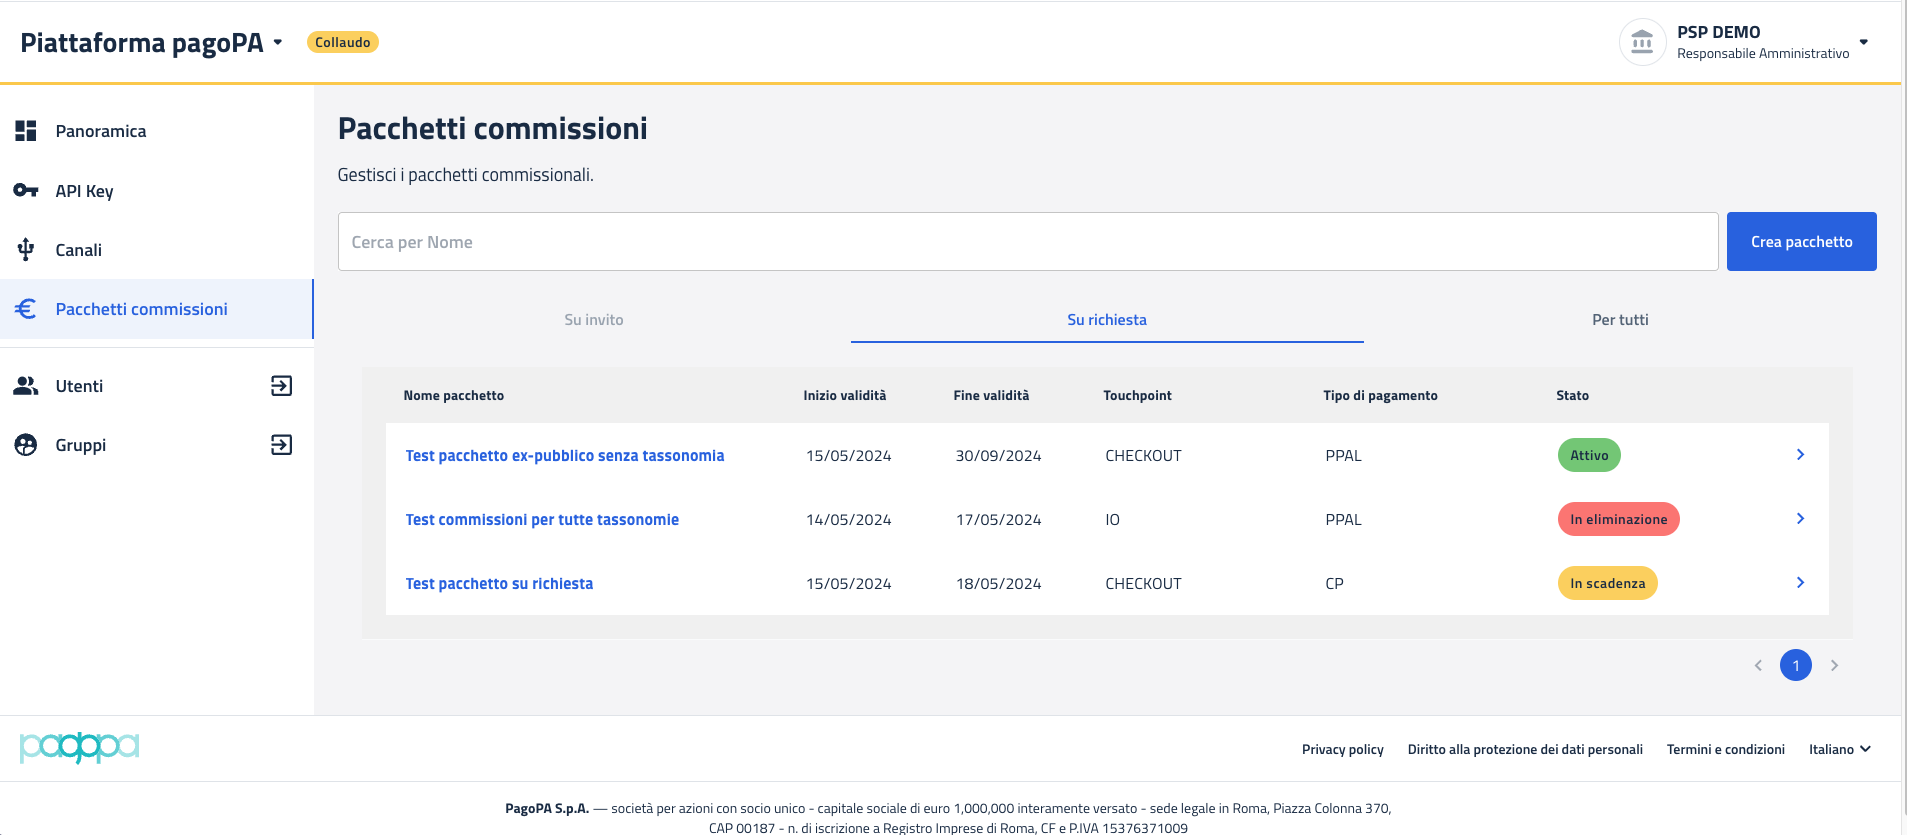 Piattaforma pagoPA
Collaudo
PSP DEMO
Responsabile Amministrativo
Panoramica
API Key
Canali
Pacchetti commissioni
Utenti
Gruppi
Pacchetti commissioni
Gestisci i pacchetti commissionali.
Cerca per Nome
Crea pacchetto
Su invito Su richiesta Per tutti
Nome pacchetto Inizio validità Fine validità Touchpoint Tipo di pagamento Stato
Test pacchetto ex-pubblico senza tassonomia 15/05/2024 30/09/2024 CHECKOUT PPAL Attivo
Test commissioni per tutte tassonomie 14/05/2024 17/05/2024 IO PPAL In eliminazione
Test pacchetto su richiesta 15/05/2024 18/05/2024 CHECKOUT CP In scadenza
1
pagopa
Privacy policy Diritto alla protezione dei dati personali Termini e condizioni Italiano
PagoPA S.p.A. — società per azioni con socio unico - capitale sociale di euro 1,000,000 interamente versato - sede legale in Roma, Piazza Colonna 370,
CAP 00187 - n. di iscrizione a Registro Imprese di Roma, CF e P.IVA 15376371009